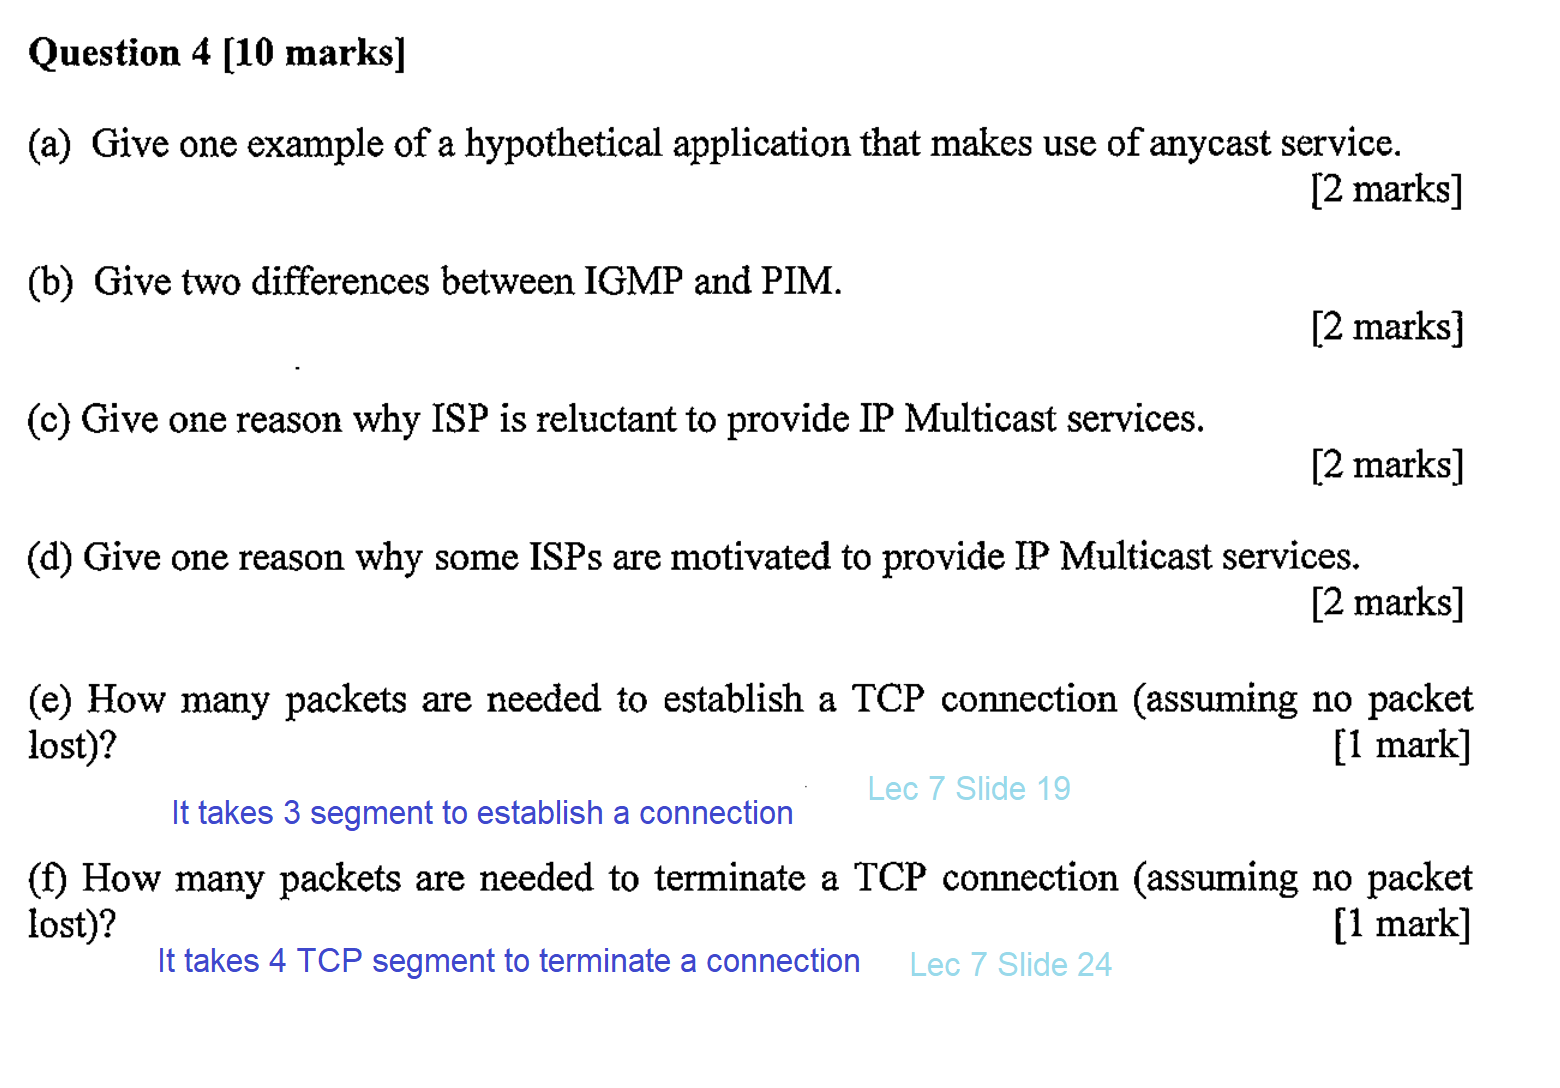 Question 4 [10 marks]
(a) Give one example of a hypothetical application that makes use of anycast service.
[2 marks]
(b) Give two differences between IGMP and PIM.
[2 marks]
(c) Give one reason why ISP is reluctant to provide IP Multicast services.
[2 marks]
(d) Give one reason why some ISPs are motivated to provide IP Multicast services.
[2 marks]
(e) How many packets are needed to establish a TCP connection (assuming no packet
lost)? [1 mark]
Lec 7 Slide 19
It takes 3 segment to establish a connection
(f) How many packets are needed to terminate a TCP connection (assuming no packet
lost)? [1 mark]
It takes 4 TCP segment to terminate a connection Lec 7 Slide 24